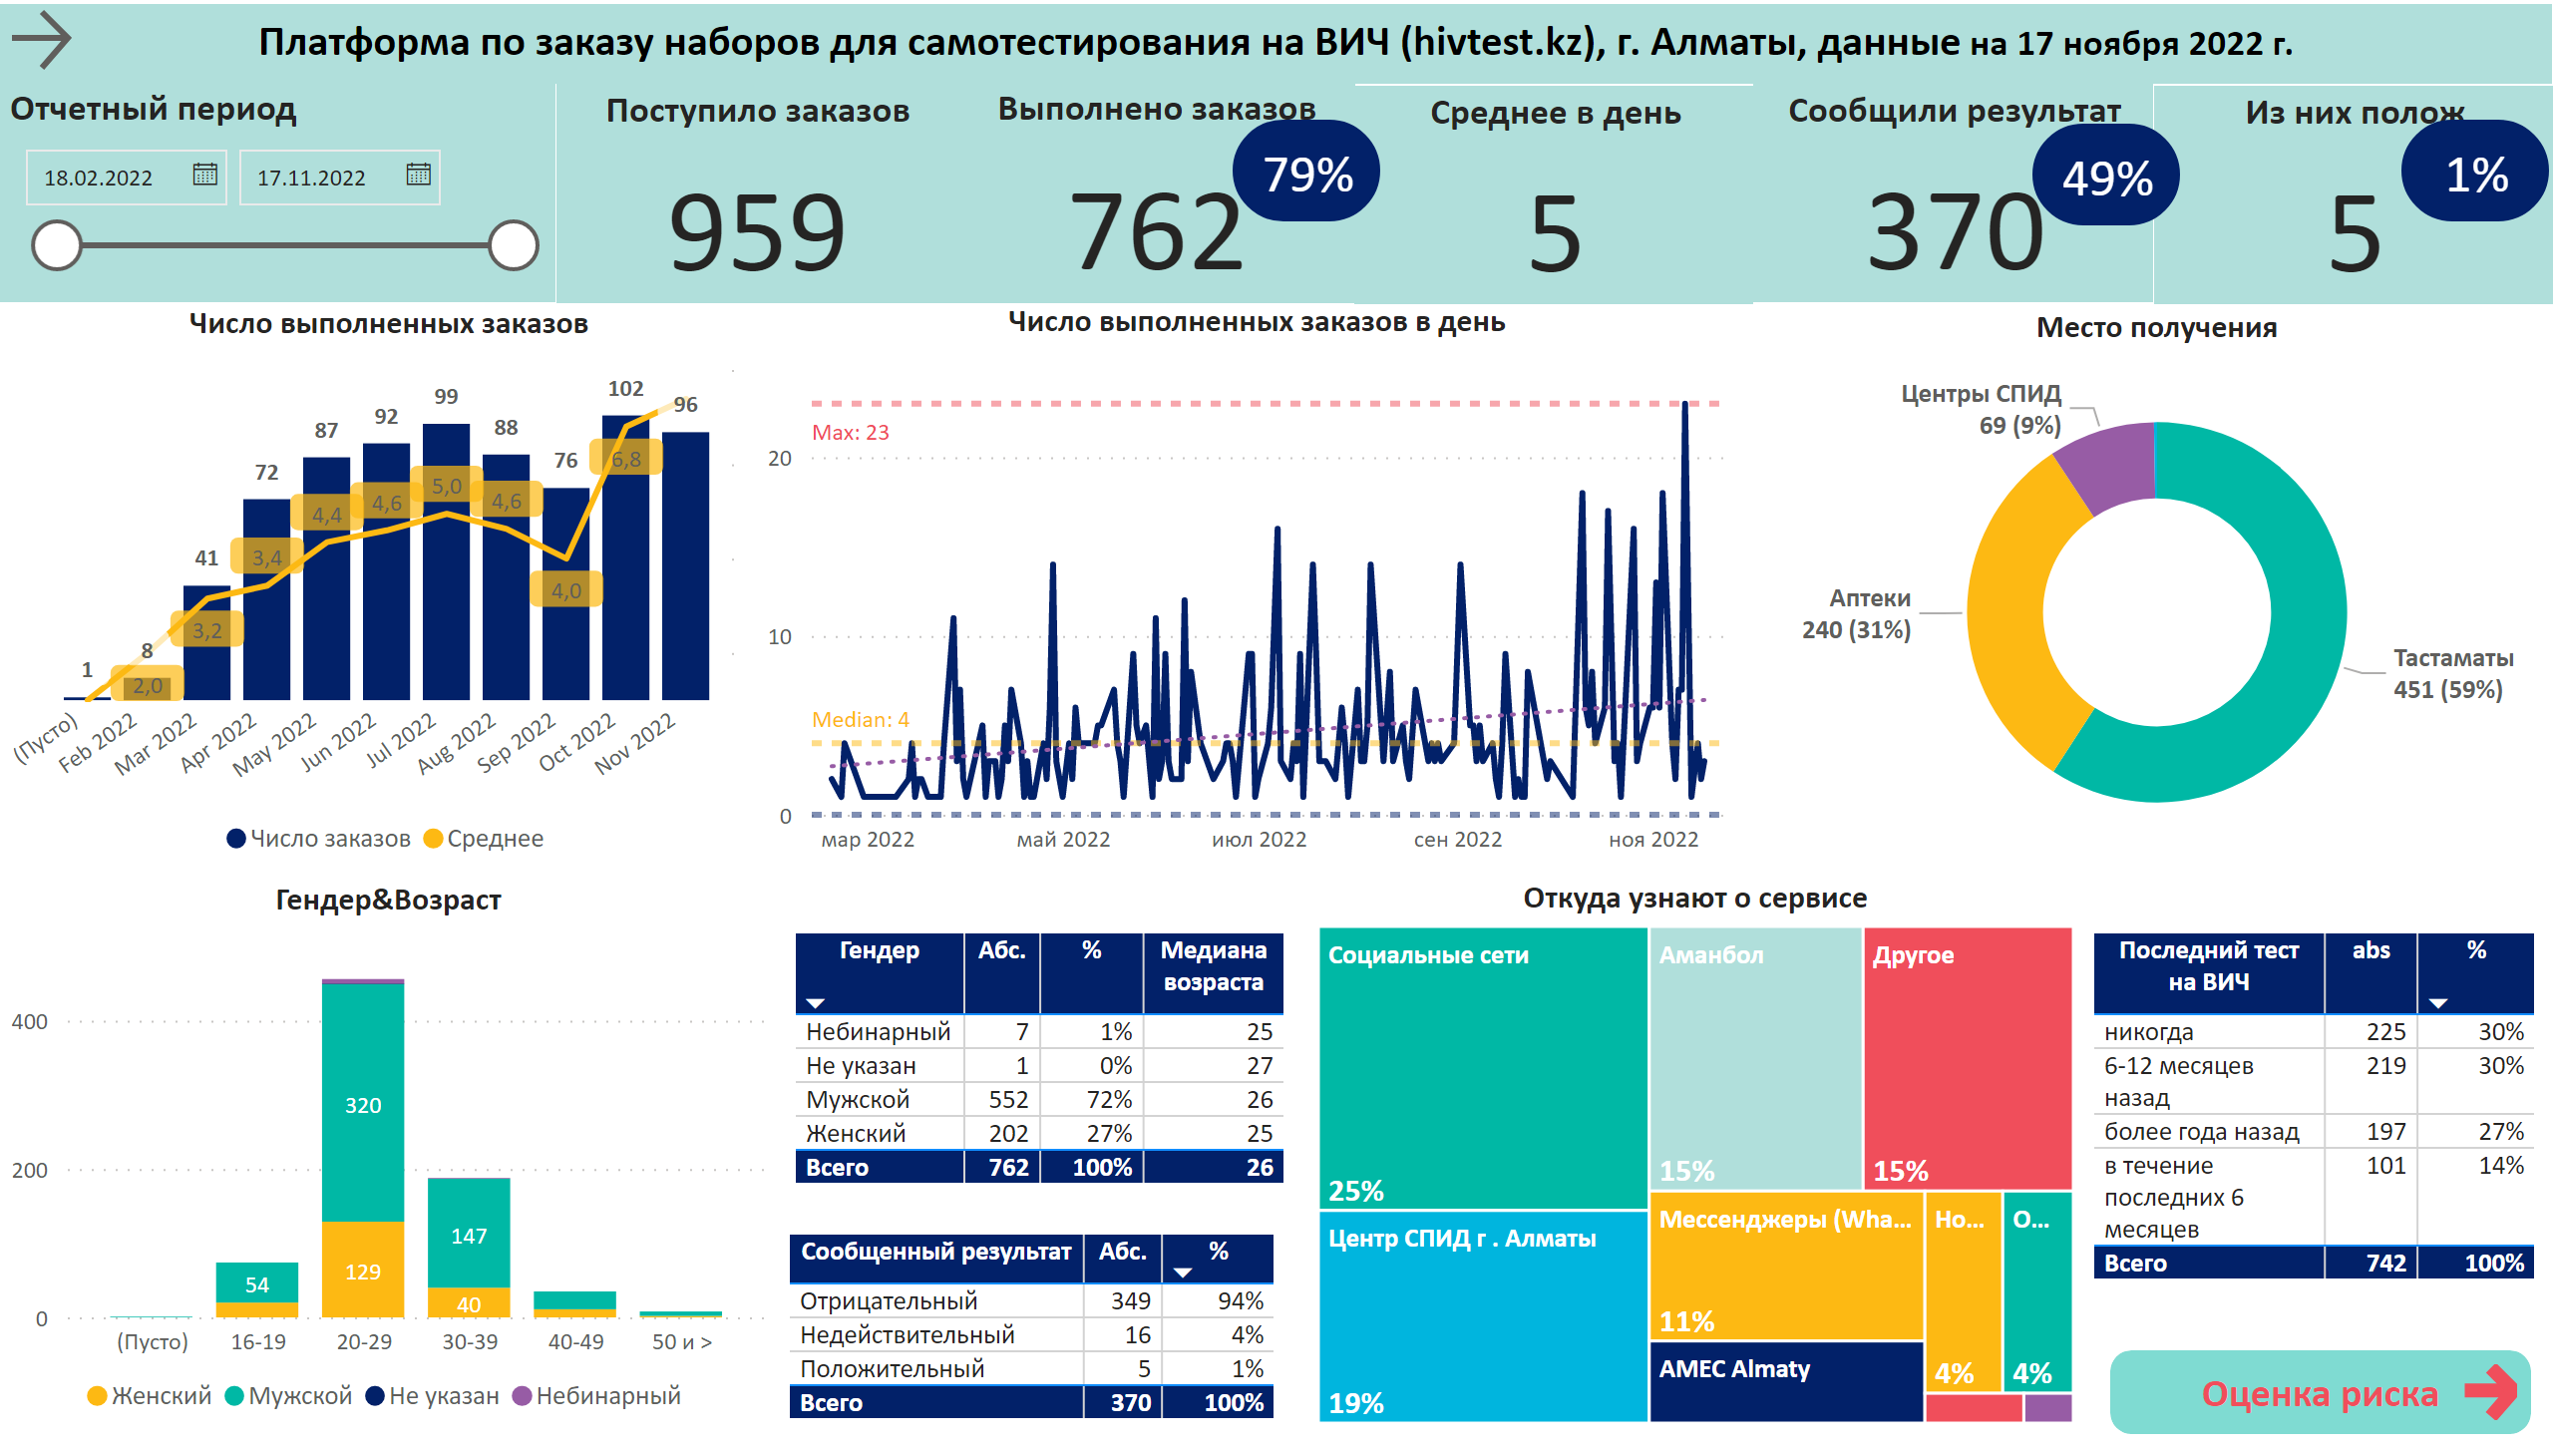 Платформа по заказу наборов для самотестирования на ВИЧ (hivtest.kz), г. Алматы, данные на 17 ноября 2022 г.
Отчетный период
18.02.2022 17.11.2022
Поступило заказов
959
Выполнено заказов
79%
762
Среднее в день
5
Сообщили результат
49%
370
Из них полож
1%
5
Число выполненных заказов
1 8 41 72 87 92 99 88 76 102 96
2,0 3,2 3,4 4,4 4,6 5,0 4,6 4,0 6,8
(Пусто) Feb 2022 Mar 2022 Apr 2022 May 2022 Jun 2022 Jul 2022 Aug 2022 Sep 2022 Oct 2022 Nov 2022
Число заказов Среднее
Число выполненных заказов в день
Max: 23
20
10
Median: 4
0
мар 2022 май 2022 июл 2022 сен 2022 ноя 2022
Место получения
Центры СПИД
69 (9%)
Аптеки
240 (31%)
Тастаматы
451 (59%)
Гендер&Возраст
400
200
0
54
320
129
147
40
(Пусто) 16-19 20-29 30-39 40-49 50 и >
Женский Мужской Не указан Небинарный
Гендер Абс. % Медиана возраста
Небинарный 7 1% 25
Не указан 1 0% 27
Мужской 552 72% 26
Женский 202 27% 25
Всего 762 100% 26
Сообщенный результат Абс. %
Отрицательный 349 94%
Недействительный 16 4%
Положительный 5 1%
Всего 370 100%
Откуда узнают о сервисе
Социальные сети
25%
Центр СПИД г . Алматы
19%
Аманбол
15%
Другое
15%
Мессенджеры (Wha...
11%
AMEC Almaty
Но...
4%
О...
4%
Последний тест на ВИЧ abs %
никогда 225 30%
6-12 месяцев назад 219 30%
более года назад 197 27%
в течение последних 6 месяцев 101 14%
Всего 742 100%
Оценка риска